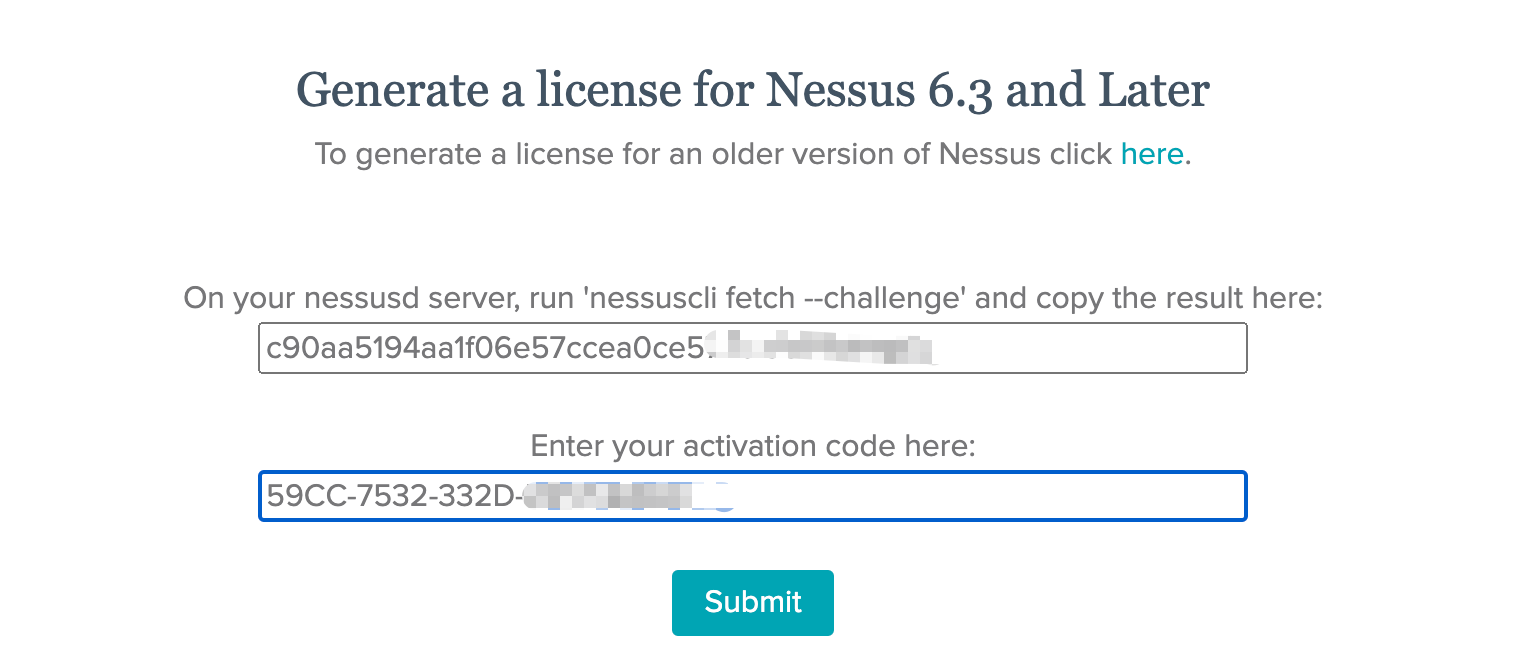 Generate a license for Nessus 6.3 and Later
To generate a license for an older version of Nessus click here.
On your nessusd server, run 'nessuscli fetch --challenge' and copy the result here:
c90aa5194aa1f06e57ccea0ce5
Enter your activation code here:
59CC-7532-332D-
Submit